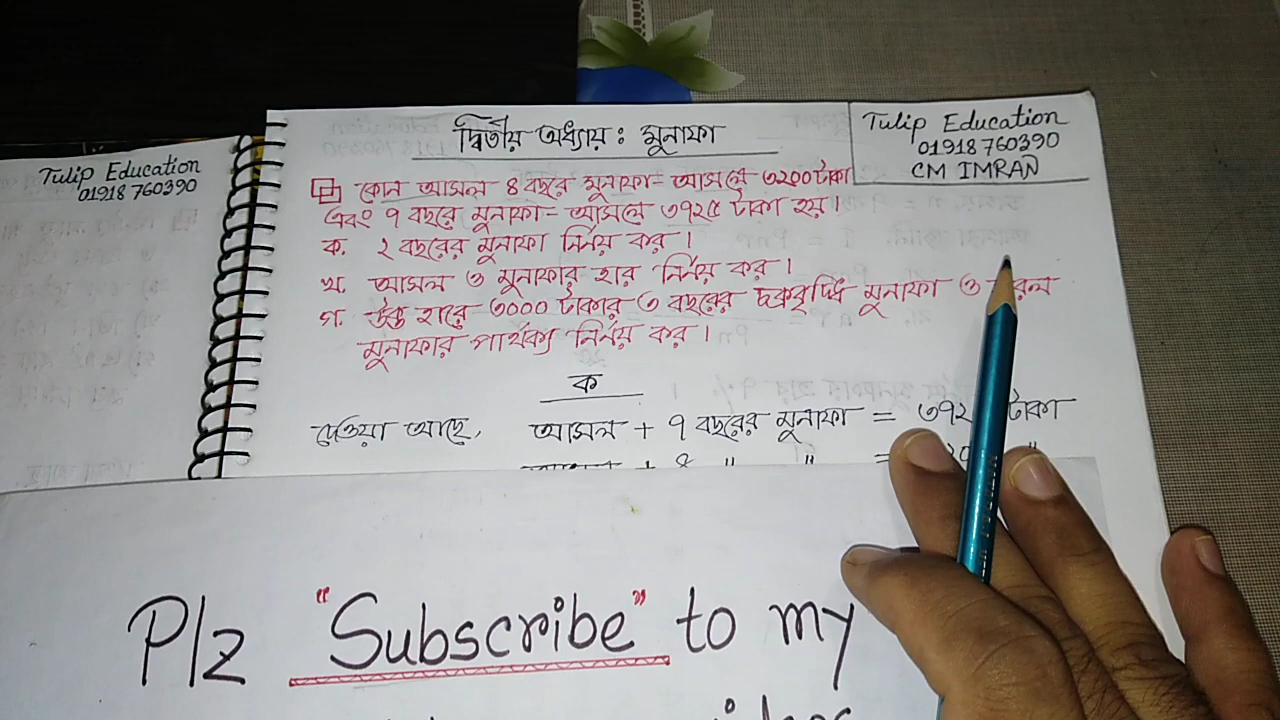 Tulip Education
01918 760390
দ্বিতীয় অধ্যায় : মুনাফা
Tulip Education
01918 760390
CM IMRAN
কোন আসল ৪ বছরে মুনাফা-আসলে ৩২০০ টাকা
এবং ৭ বছরে মুনাফা-আসলে ৩৭২৫ টাকা হয়।
ক. ২ বছরের মুনাফা নির্ণয় কর।
খ. আসল ও মুনাফার হার নির্ণয় কর।
গ. উক্ত হারে ৩০০০ টাকার ৩ বছরের চক্রবৃদ্ধি মুনাফা ও
মুনাফার পার্থক্য নির্ণয় কর।
ক
দেওয়া আছে, আসল + ৭ বছরের মুনাফা = ৩৭২ টাকা
P/z "Subscribe" to my